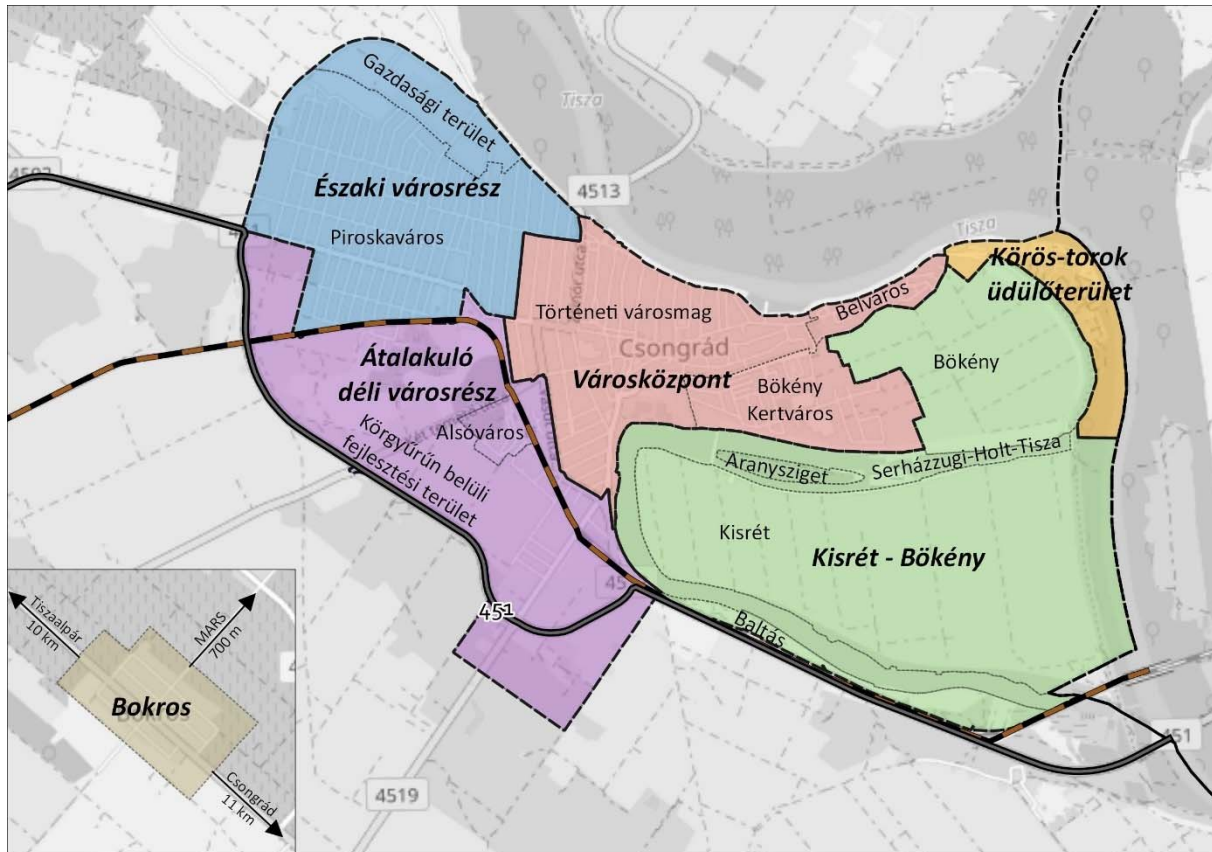 Gazdasági terület
Tisza
4513
Északi városrész
Piroskaváros
Tisza
Körös-torok
üdülőterület
Belváros
Történeti városmag
Csongrád
Városközpont
Bökény
Bökény
Kertváros
Átalakuló
déli városrész
Alsóváros
Körgyűrűn belüli
fejlesztési terület
Aranysziget
Serházzugi-Holt-Tisza
Kisrét
Kisrét - Bökény
451
Baltás
451
4519
Tiszaalpár
10 km
MARS
700 m
Bokros
Csongrád
11 km